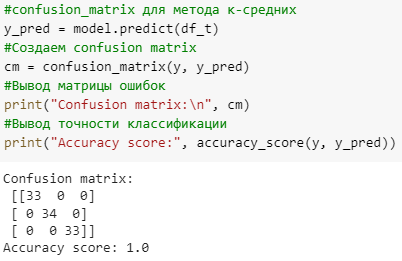 #confusion_matrix для метода к-средних
y_pred = model.predict(df_t)
#Создаем confusion matrix
cm = confusion_matrix(y, y_pred)
#Вывод матрицы ошибок
print("Confusion matrix:\n", cm)
#Вывод точности классификации
print("Accuracy score:", accuracy_score(y, y_pred))
Confusion matrix:
 [[33  0  0]
 [ 0 34  0]
 [ 0  0 33]]
Accuracy score: 1.0